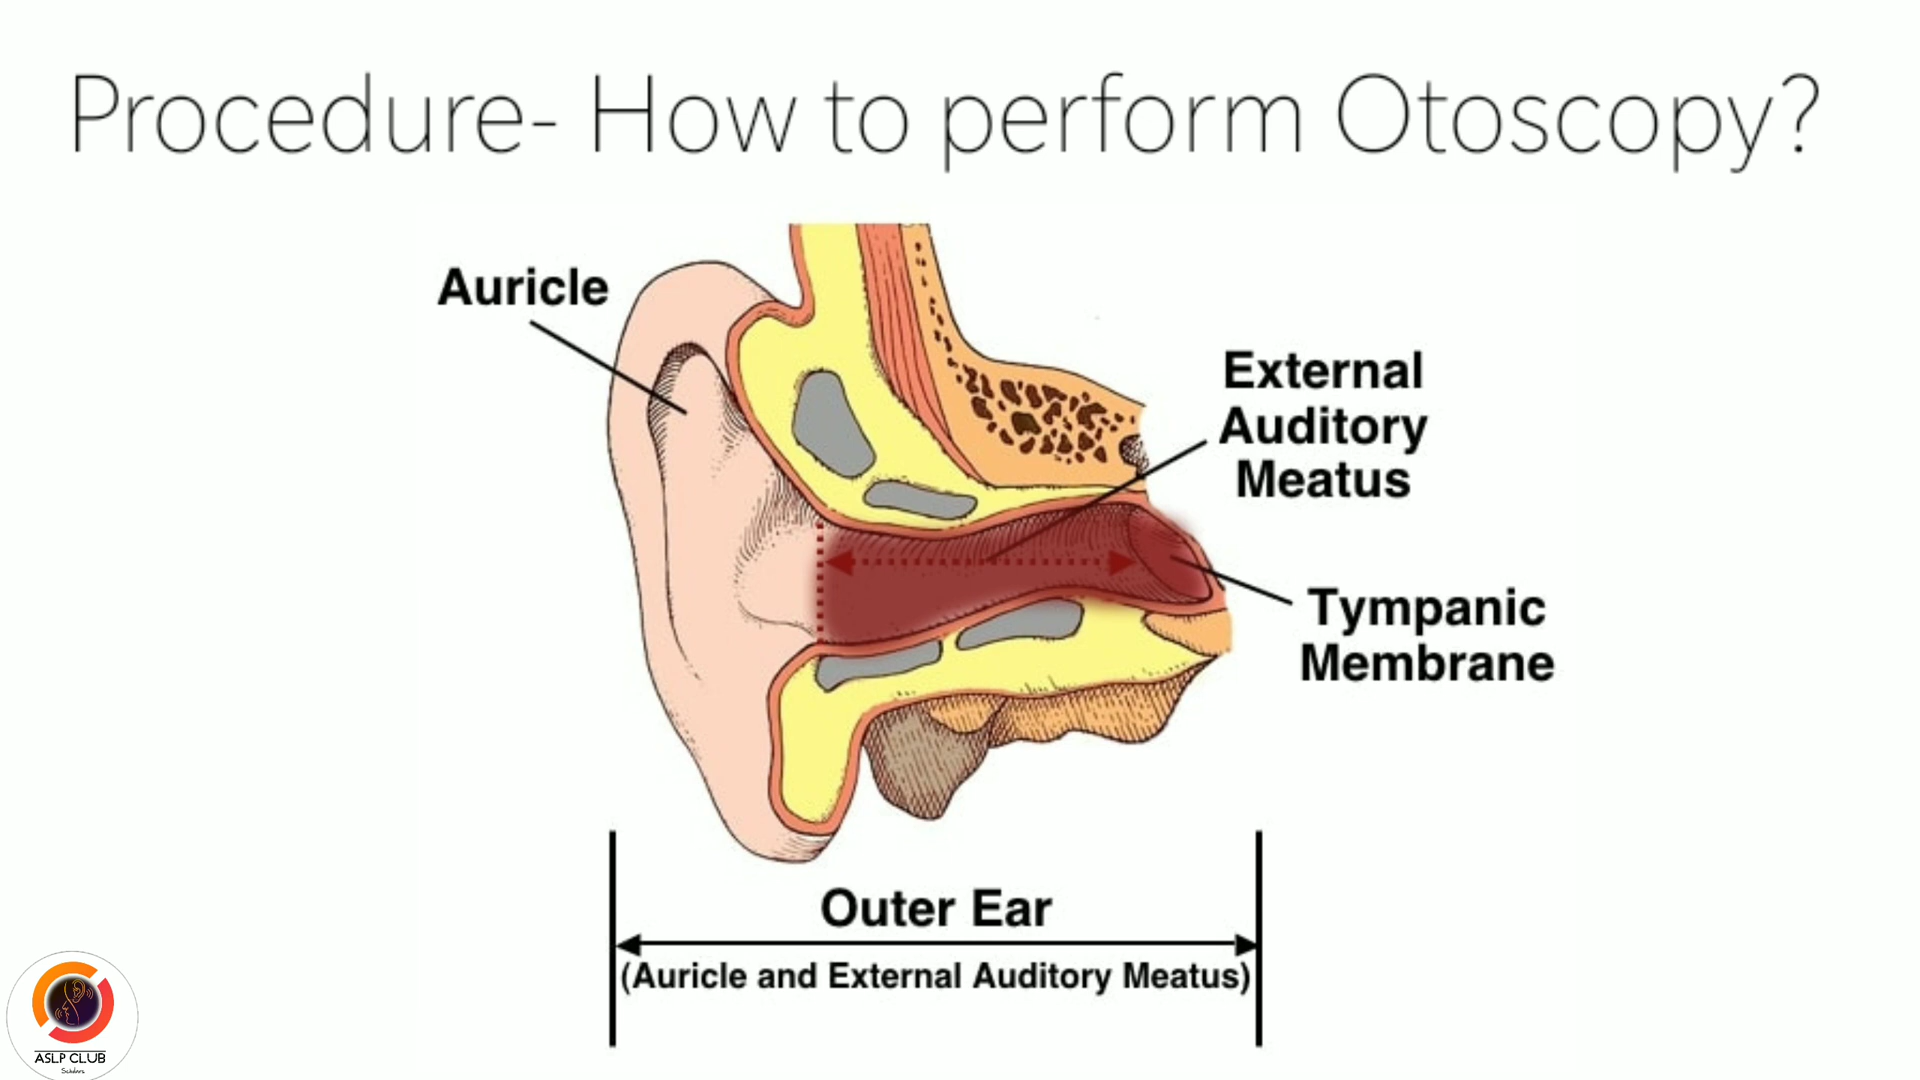 Procedure- How to perform Otoscopy?
Auricle
External
Auditory
Meatus
Tympanic
Membrane
Outer Ear
(Auricle and External Auditory Meatus)
ASLP CLUB
Scholars